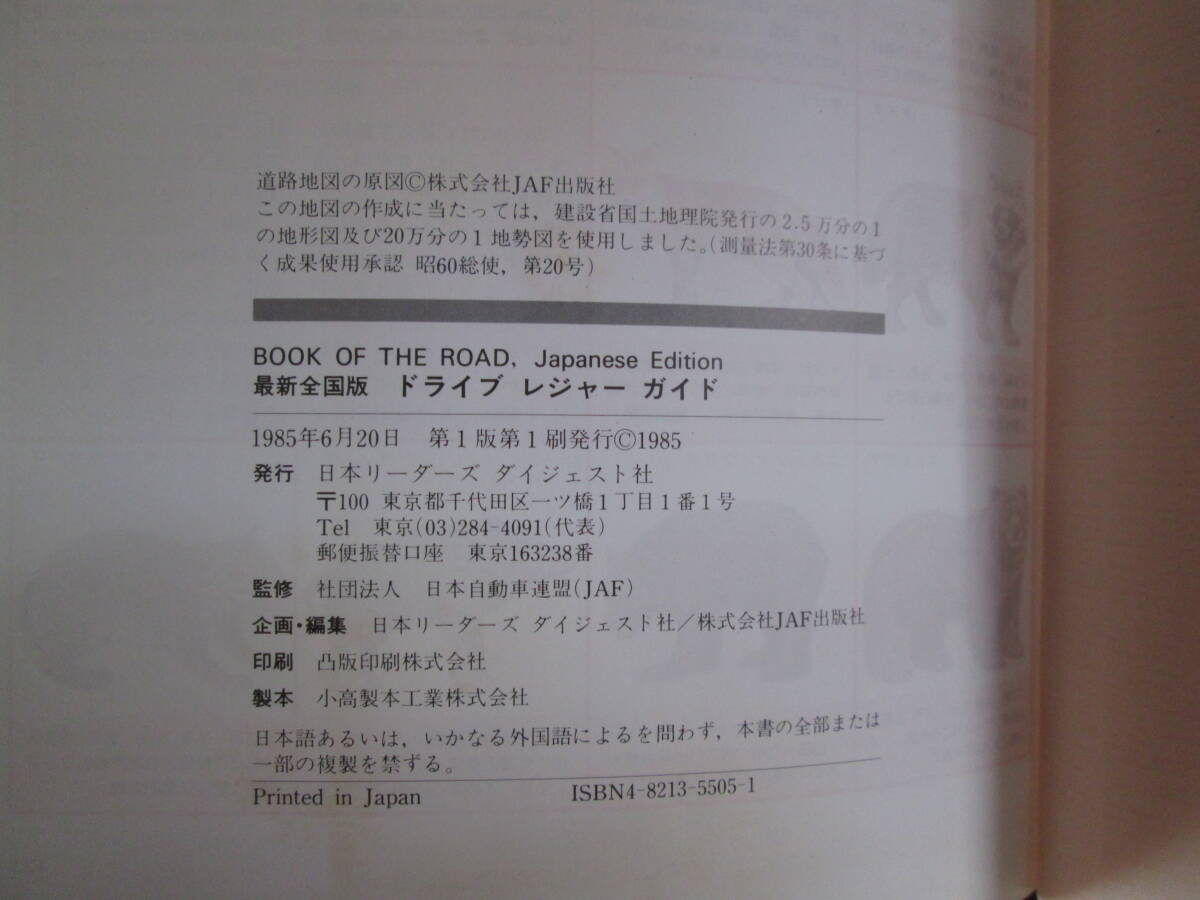 道路地図の原図©株式会社JAF出版社
この地図の作成に当たっては，建設省国土地理院発行の2.5万分の1
の地形図及び20万分の1 地勢図を使用しました。（測量法第30条に基づ
く成果使用承認 昭60総使，第20号）
BOOK OF THE ROAD, Japanese Edition
最新全国版 ドライブ レジャー ガイド
1985年6月20日 第1版第1刷発行©1985
発行 日本リーダーズ ダイジェスト社
〒100 東京都千代田区一ツ橋1丁目1番1号
Tel 東京(03)284-4091(代表)
郵便振替口座 東京163238番
監修 社団法人 日本自動車連盟(JAF)
企画・編集 日本リーダーズ ダイジェスト社／株式会社JAF出版社
印刷 凸版印刷株式会社
製本 小高製本工業株式会社
日本語あるいは，いかなる外国語によるを問わず，本書の全部または
一部の複製を禁ずる。
Printed in Japan ISBN4-8213-5505-1